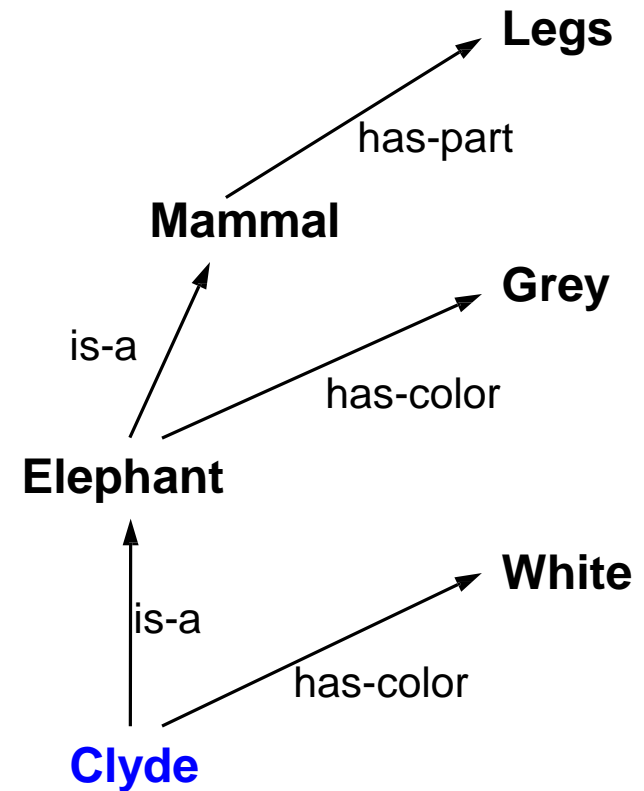 Legs
has-part
Mammal
Grey
is-a
has-color
Elephant
White
is-a
has-color
Clyde